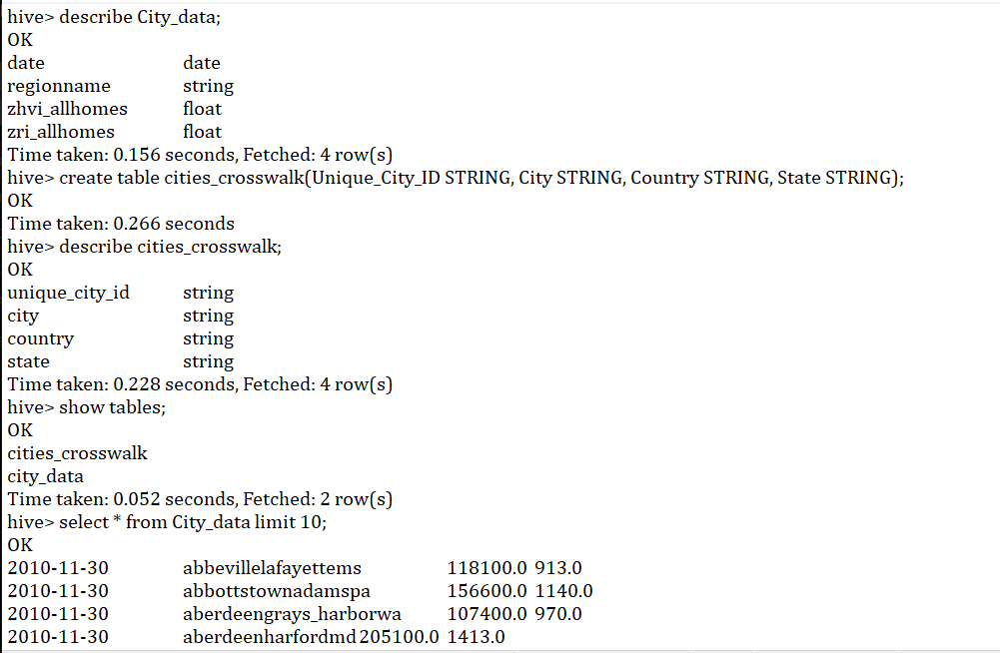 hive> describe City_data;
OK
date date
regionname string
zhvi_allhomes float
zri_allhomes float
Time taken: 0.156 seconds, Fetched: 4 row(s)
hive> create table cities_crosswalk(Unique_City_ID STRING, City STRING, Country STRING, State STRING);
OK
Time taken: 0.266 seconds
hive> describe cities_crosswalk;
OK
unique_city_id string
city string
country string
state string
Time taken: 0.228 seconds, Fetched: 4 row(s)
hive> show tables;
OK
cities_crosswalk
city_data
Time taken: 0.052 seconds, Fetched: 2 row(s)
hive> select * from City_data limit 10;
OK
2010-11-30 abbevillelafayettems 118100.0 913.0
2010-11-30 abbottstownadamspa 156600.0 1140.0
2010-11-30 aberdeengrays_harborwa 107400.0 970.0
2010-11-30 aberdeenharfordmd 205100.0 1413.0